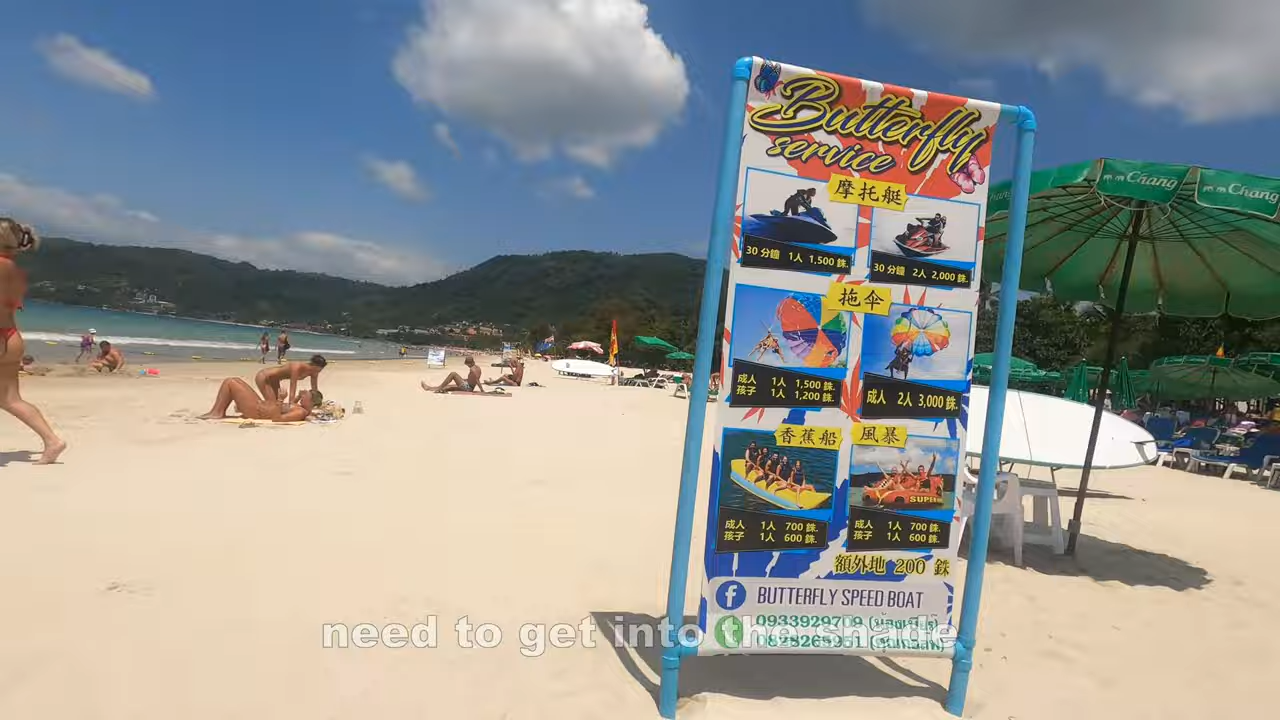 Butterfly
service
摩托艇
30 分鐘 1人 1,500 銖.
30 分鐘 2人 2,000 銖.
拖伞
成人 1人 1,500 銖.
孩子 1人 1,200 銖.
成人 2人 3,000 銖.
香蕉船
風暴
SUPER
成人 1人 700 銖.
孩子 1人 600 銖.
成人 1人 700 銖.
孩子 1人 600 銖.
額外地 200 銖
f BUTTERFLY SPEED BOAT
0933929709
Chang
Chang
need to get into the shade